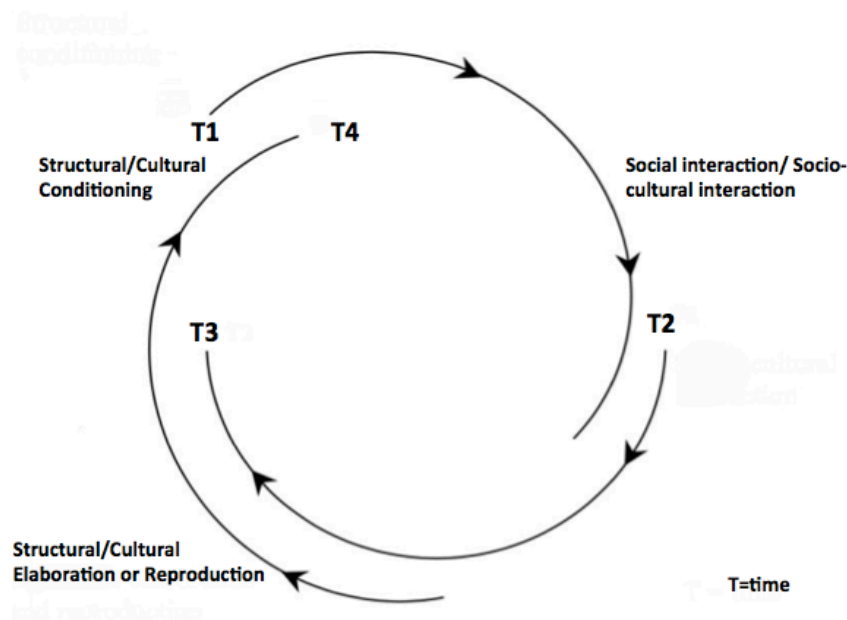 T1
T4
Structural/Cultural
Conditioning
Social interaction/ Socio-
cultural interaction
T3
T2
Structural/Cultural
Elaboration or Reproduction
T=time